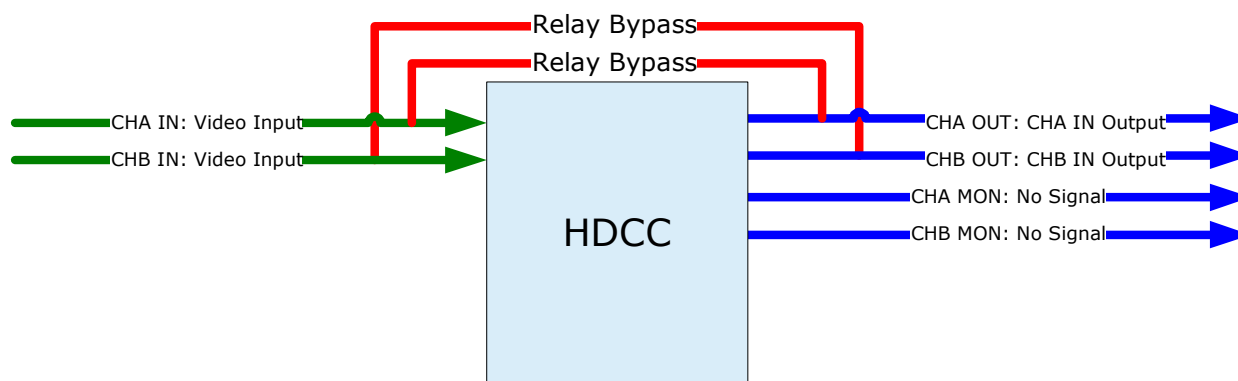 Relay Bypass
Relay Bypass
CHA IN: Video Input
CHA OUT: CHA IN Output
CHB IN: Video Input
CHB OUT: CHB IN Output
CHA MON: No Signal
CHB MON: No Signal
HDCC